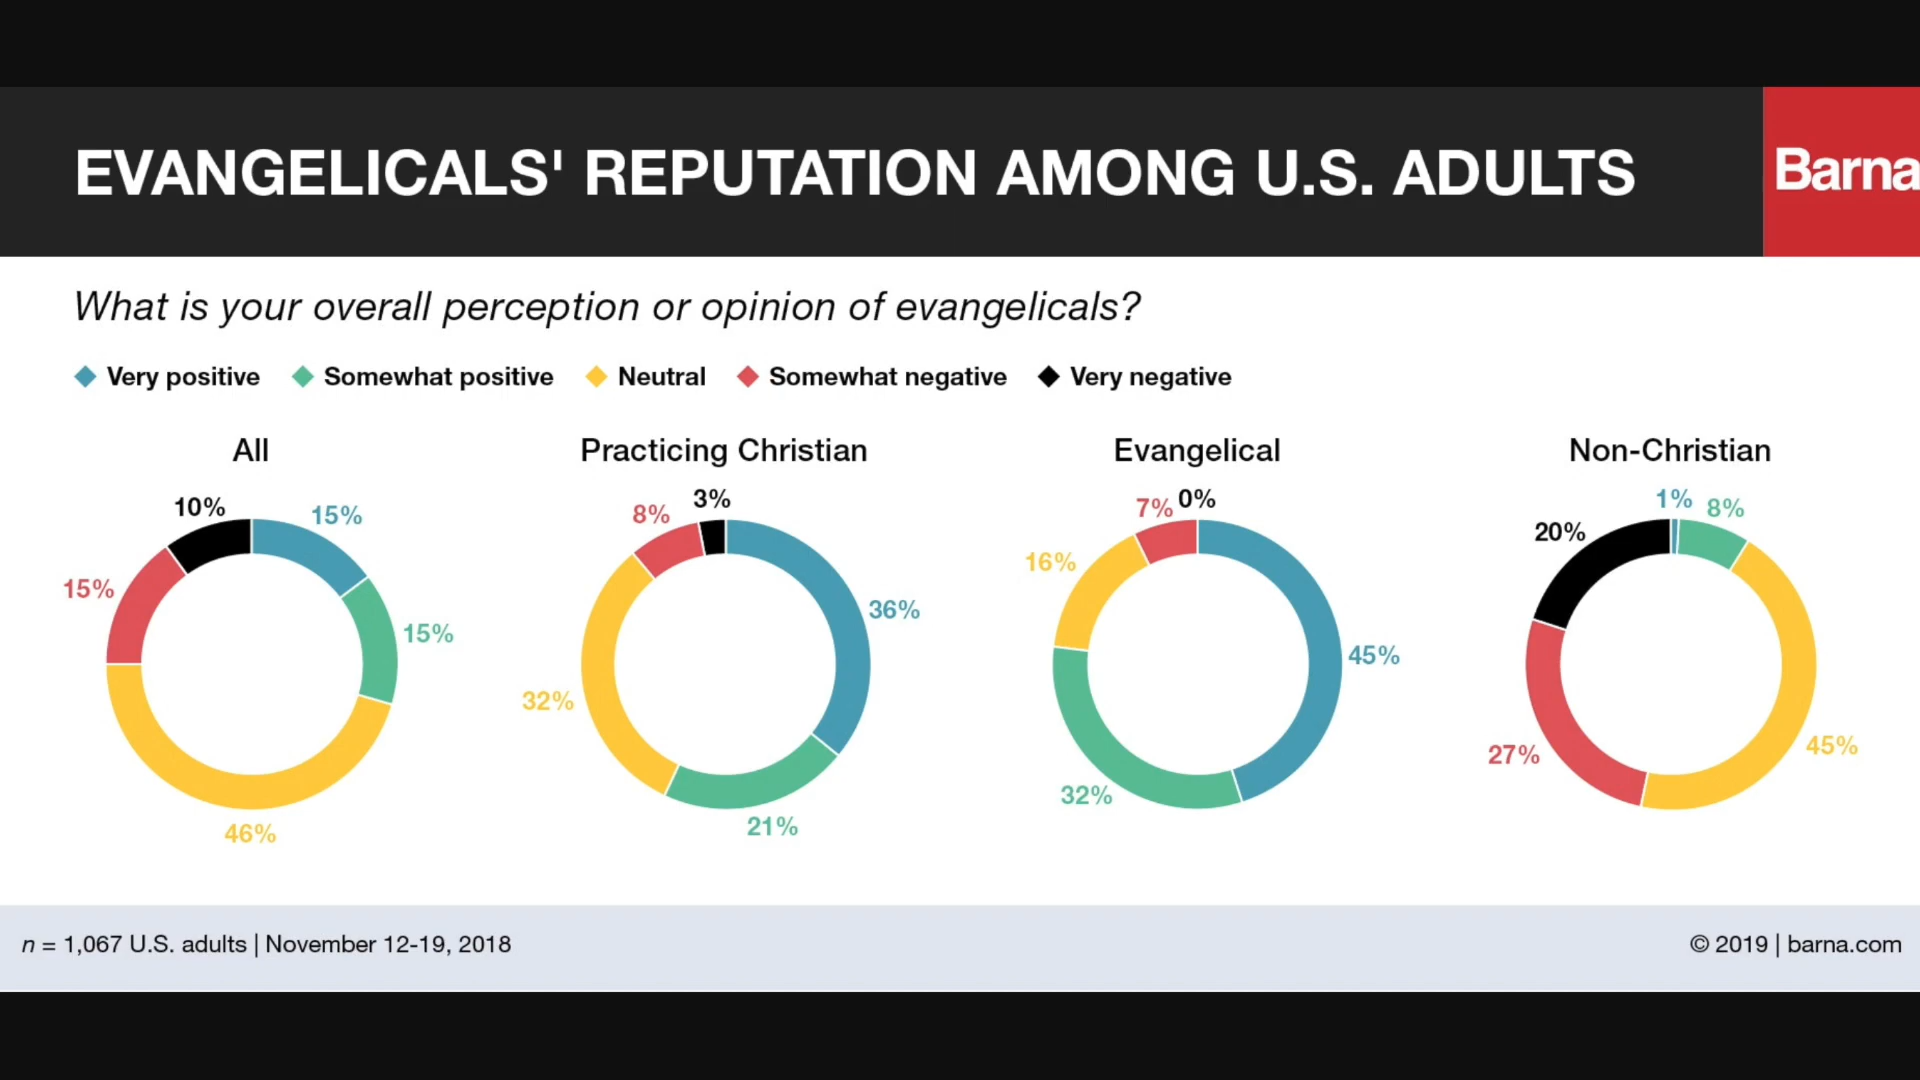 EVANGELICALS' REPUTATION AMONG U.S. ADULTS
Barna
What is your overall perception or opinion of evangelicals?
Very positive Somewhat positive Neutral Somewhat negative Very negative
All
10%
15%
15%
15%
46%
Practicing Christian
8%
3%
36%
32%
21%
Evangelical
7%
0%
16%
45%
32%
Non-Christian
1%
8%
20%
45%
27%
n = 1,067 U.S. adults | November 12-19, 2018
© 2019 | barna.com